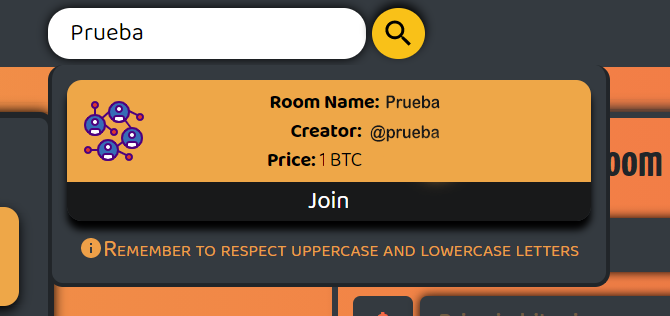 Prueba
Room Name: Prueba
Creator: @prueba
Price: 1 BTC
Join
Remember to respect uppercase and lowercase letters
oom